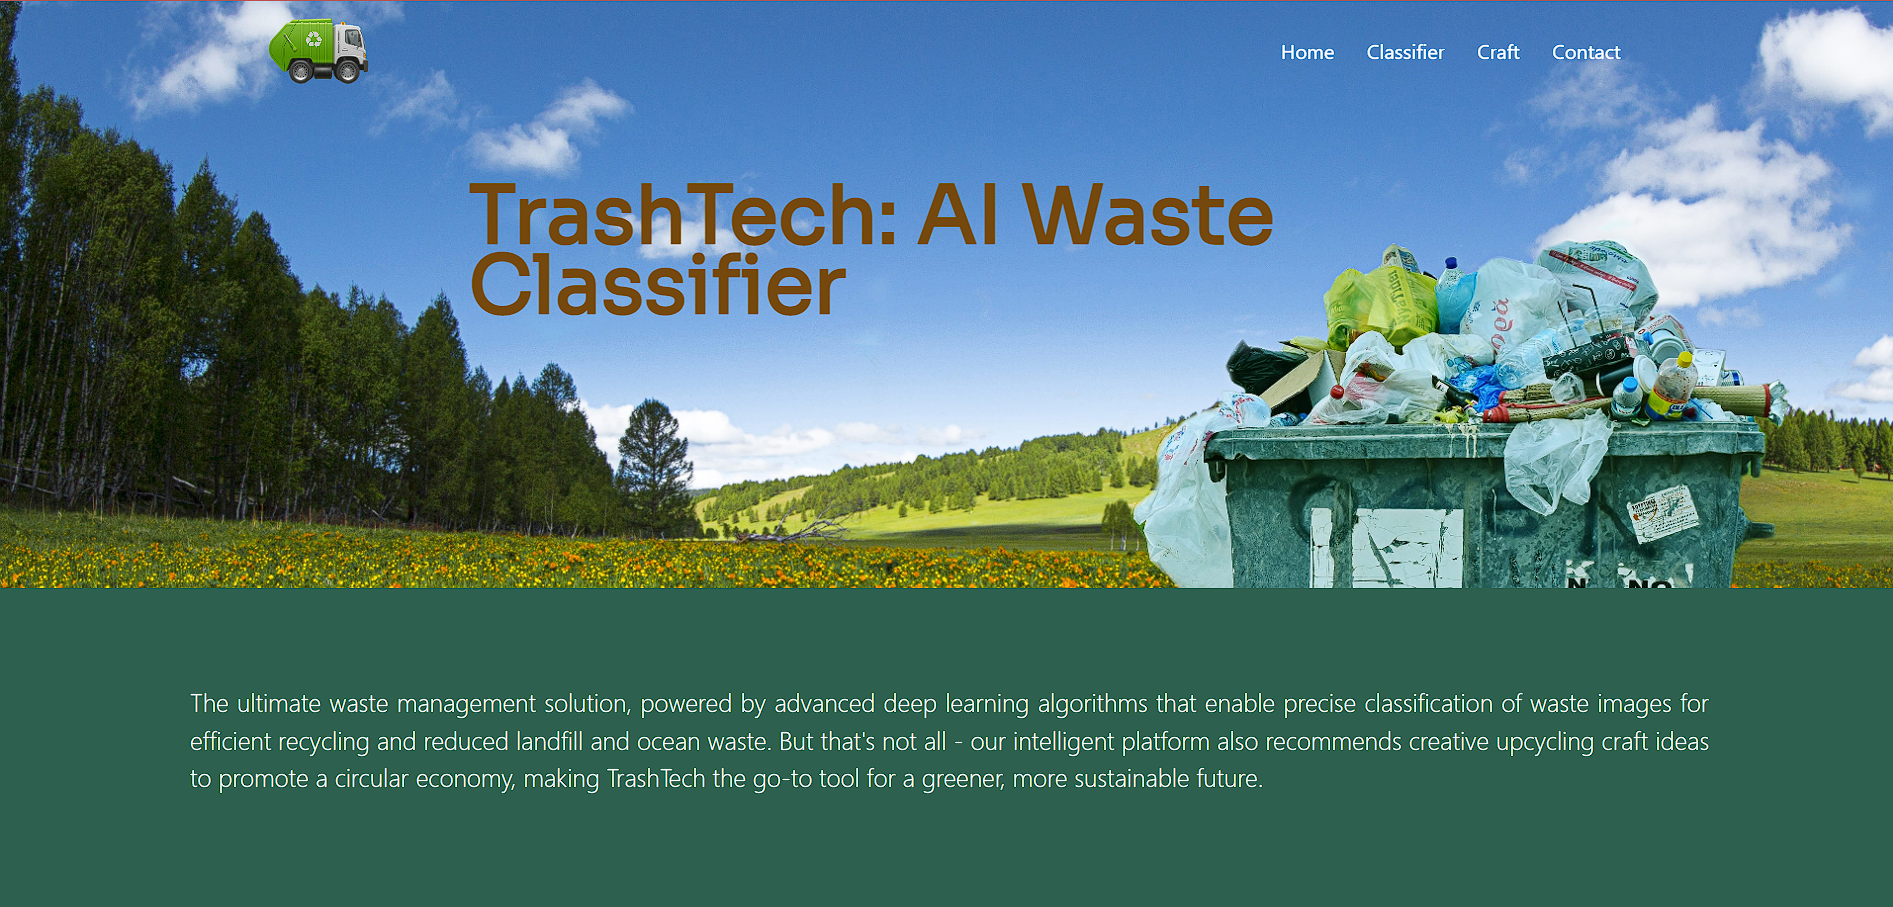 Home Classifier Craft Contact
TrashTech: AI Waste
Classifier
The ultimate waste management solution, powered by advanced deep learning algorithms that enable precise classification of waste images for
efficient recycling and reduced landfill and ocean waste. But that's not all - our intelligent platform also recommends creative upcycling craft ideas
to promote a circular economy, making TrashTech the go-to tool for a greener, more sustainable future.